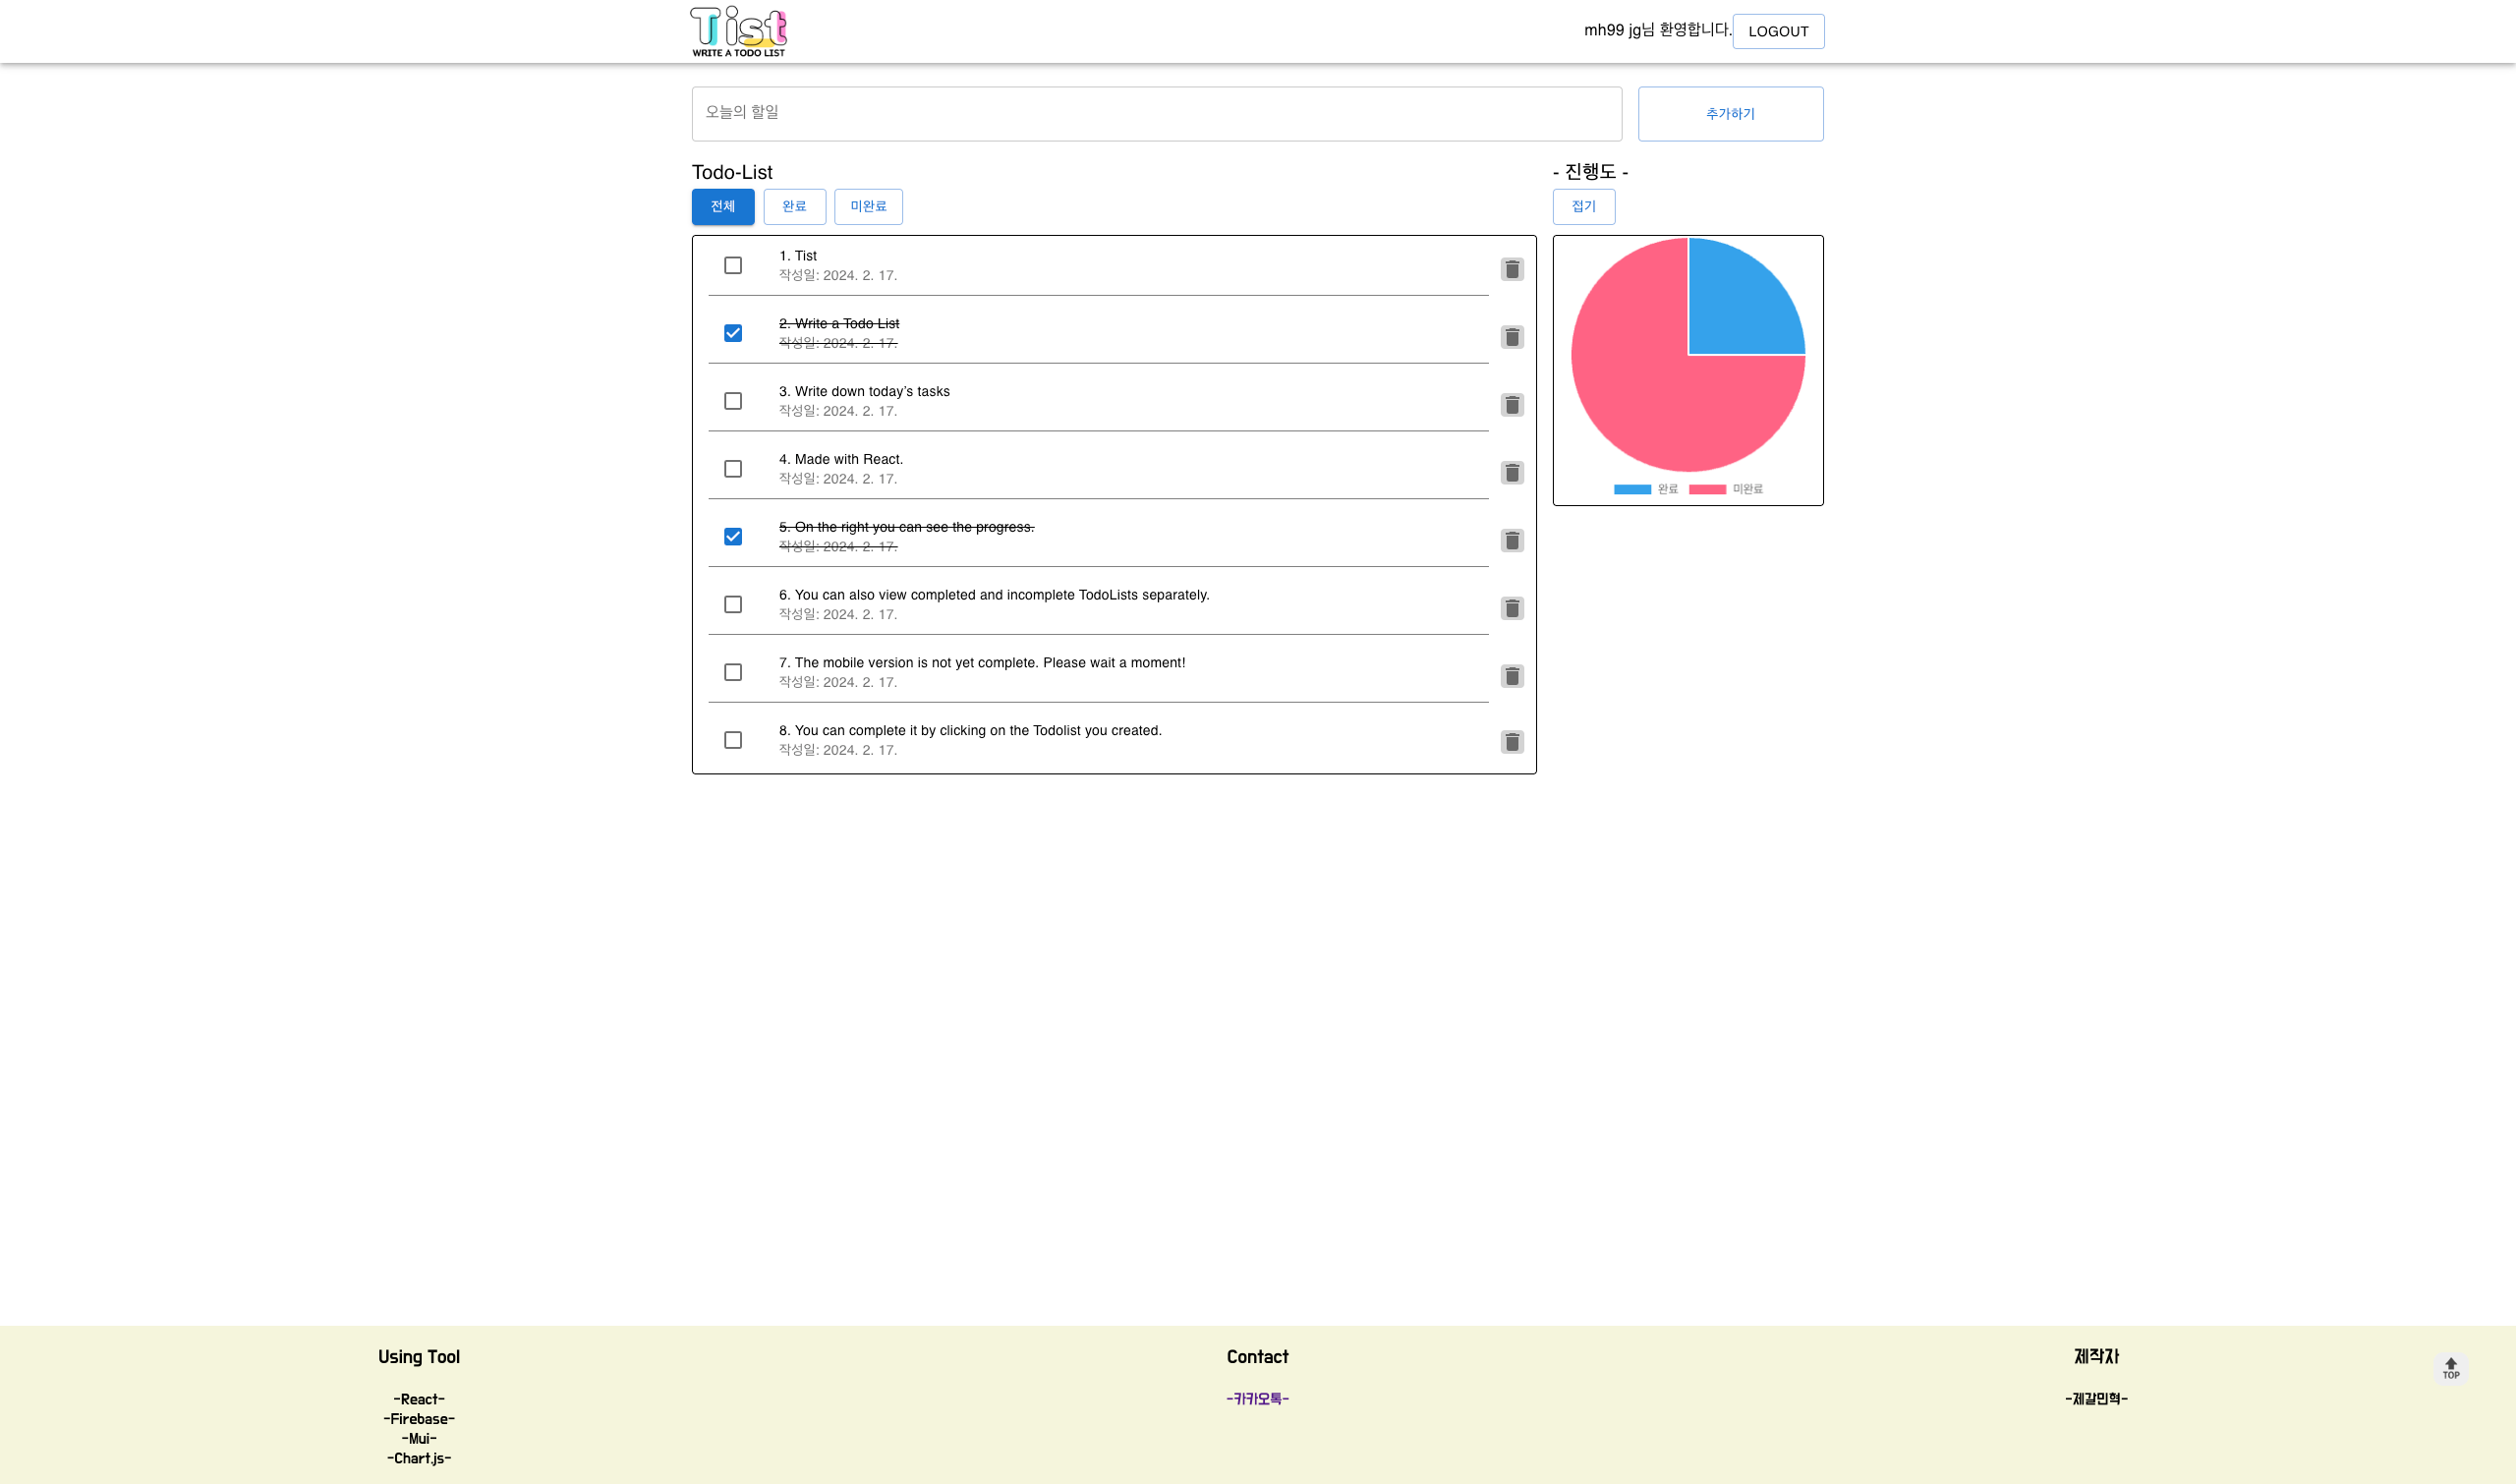 Tist
WRITE A TODO LIST
mh99 jg님 환영합니다.
LOGOUT
오늘의 할일
추가하기
Todo-List
전체
완료
미완료
- 진행도 -
접기
1. Tist
작성일: 2024. 2. 17.
2. Write a Todo List
작성일: 2024. 2. 17.
3. Write down today's tasks
작성일: 2024. 2. 17.
4. Made with React.
작성일: 2024. 2. 17.
5. On the right you can see the progress.
작성일: 2024. 2. 17.
6. You can also view completed and incomplete TodoLists separately.
작성일: 2024. 2. 17.
7. The mobile version is not yet complete. Please wait a moment!
작성일: 2024. 2. 17.
8. You can complete it by clicking on the Todolist you created.
작성일: 2024. 2. 17.
완료
미완료
Using Tool
-React-
-Firebase-
-Mui-
-Chart.js-
Contact
-카카오톡-
제작자
-제갈민혁-
TOP